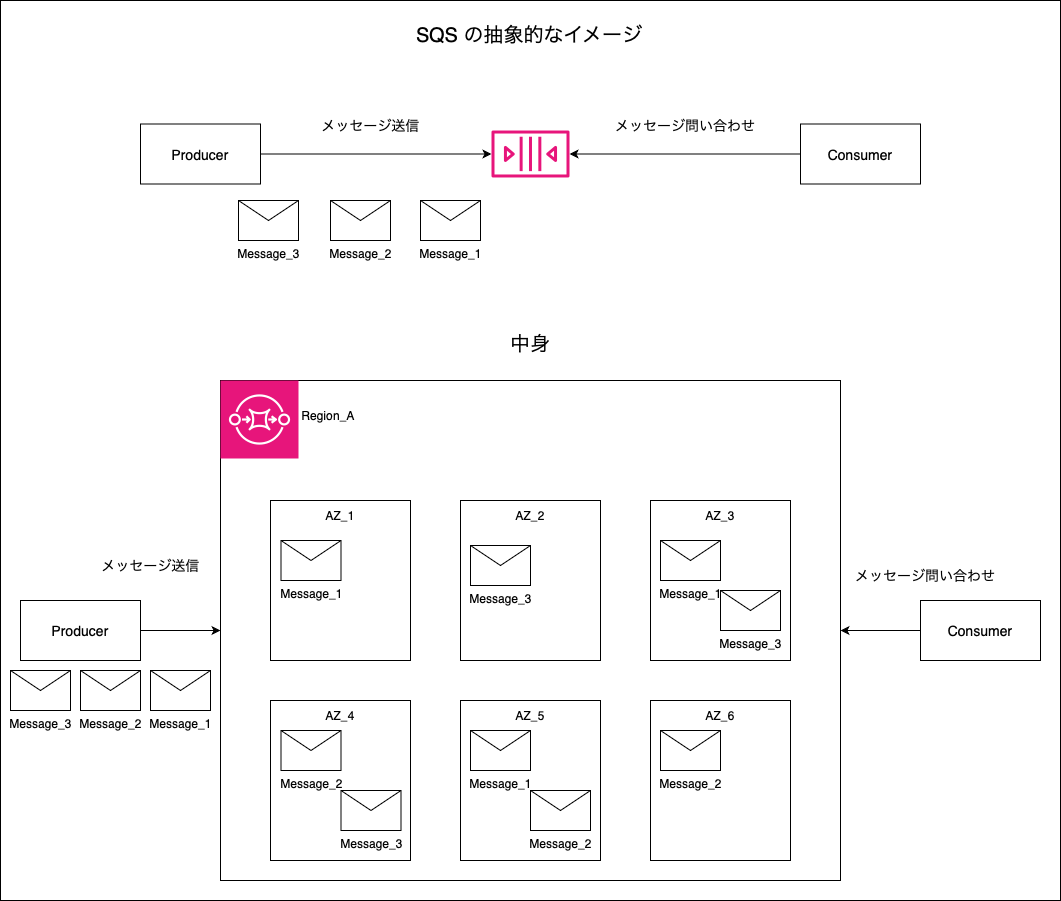 SQS の抽象的なイメージ
メッセージ送信
メッセージ問い合わせ
Producer
Consumer
Message_3
Message_2
Message_1
中身
Region_A
AZ_1
Message_1
AZ_2
Message_3
AZ_3
Message_1
Message_3
メッセージ送信
Producer
Message_3
Message_2
Message_1
メッセージ問い合わせ
Consumer
AZ_4
Message_2
Message_3
AZ_5
Message_1
Message_2
AZ_6
Message_2